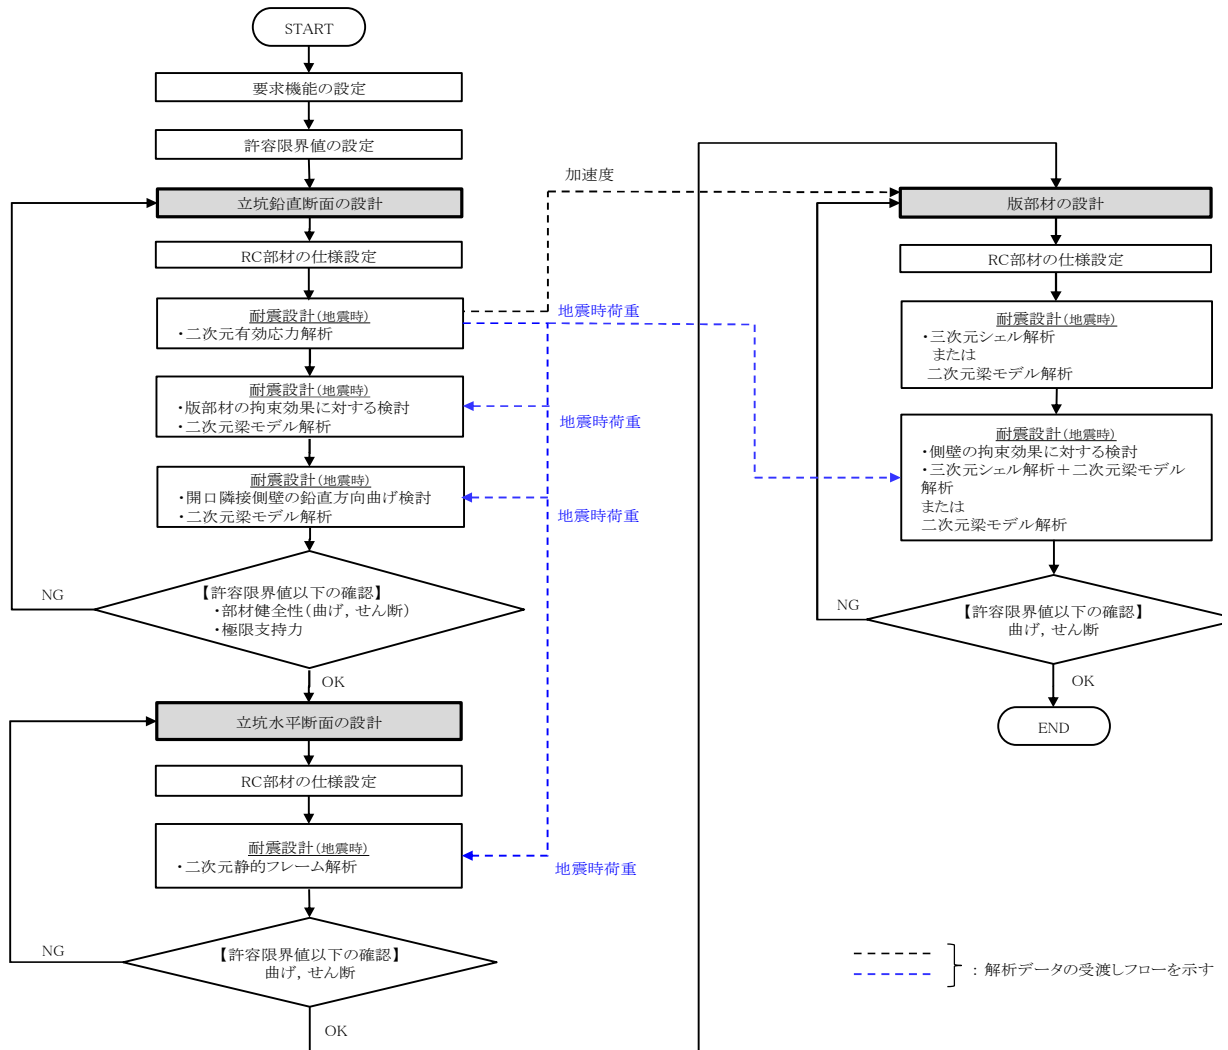 START
要求機能の設定
許容限界値の設定
立坑鉛直断面の設計
RC部材の仕様設定
耐震設計(地震時)
・二次元有効応力解析
耐震設計(地震時)
・版部材の拘束効果に対する検討
・二次元梁モデル解析
耐震設計(地震時)
・開口隣接側壁の鉛直方向曲げ検討
・二次元梁モデル解析
NG
【許容限界値以下の確認】
・部材健全性(曲げ, せん断)
・極限支持力
OK
立坑水平断面の設計
RC部材の仕様設定
耐震設計(地震時)
・二次元静的フレーム解析
NG
【許容限界値以下の確認】
曲げ, せん断
OK
加速度
地震時荷重
地震時荷重
地震時荷重
地震時荷重
版部材の設計
RC部材の仕様設定
耐震設計(地震時)
・三次元シェル解析
または
二次元梁モデル解析
耐震設計(地震時)
・側壁の拘束効果に対する検討
・三次元シェル解析+二次元梁モデル
解析
または
二次元梁モデル解析
NG
【許容限界値以下の確認】
曲げ, せん断
OK
END
: 解析データの受渡しフローを示す